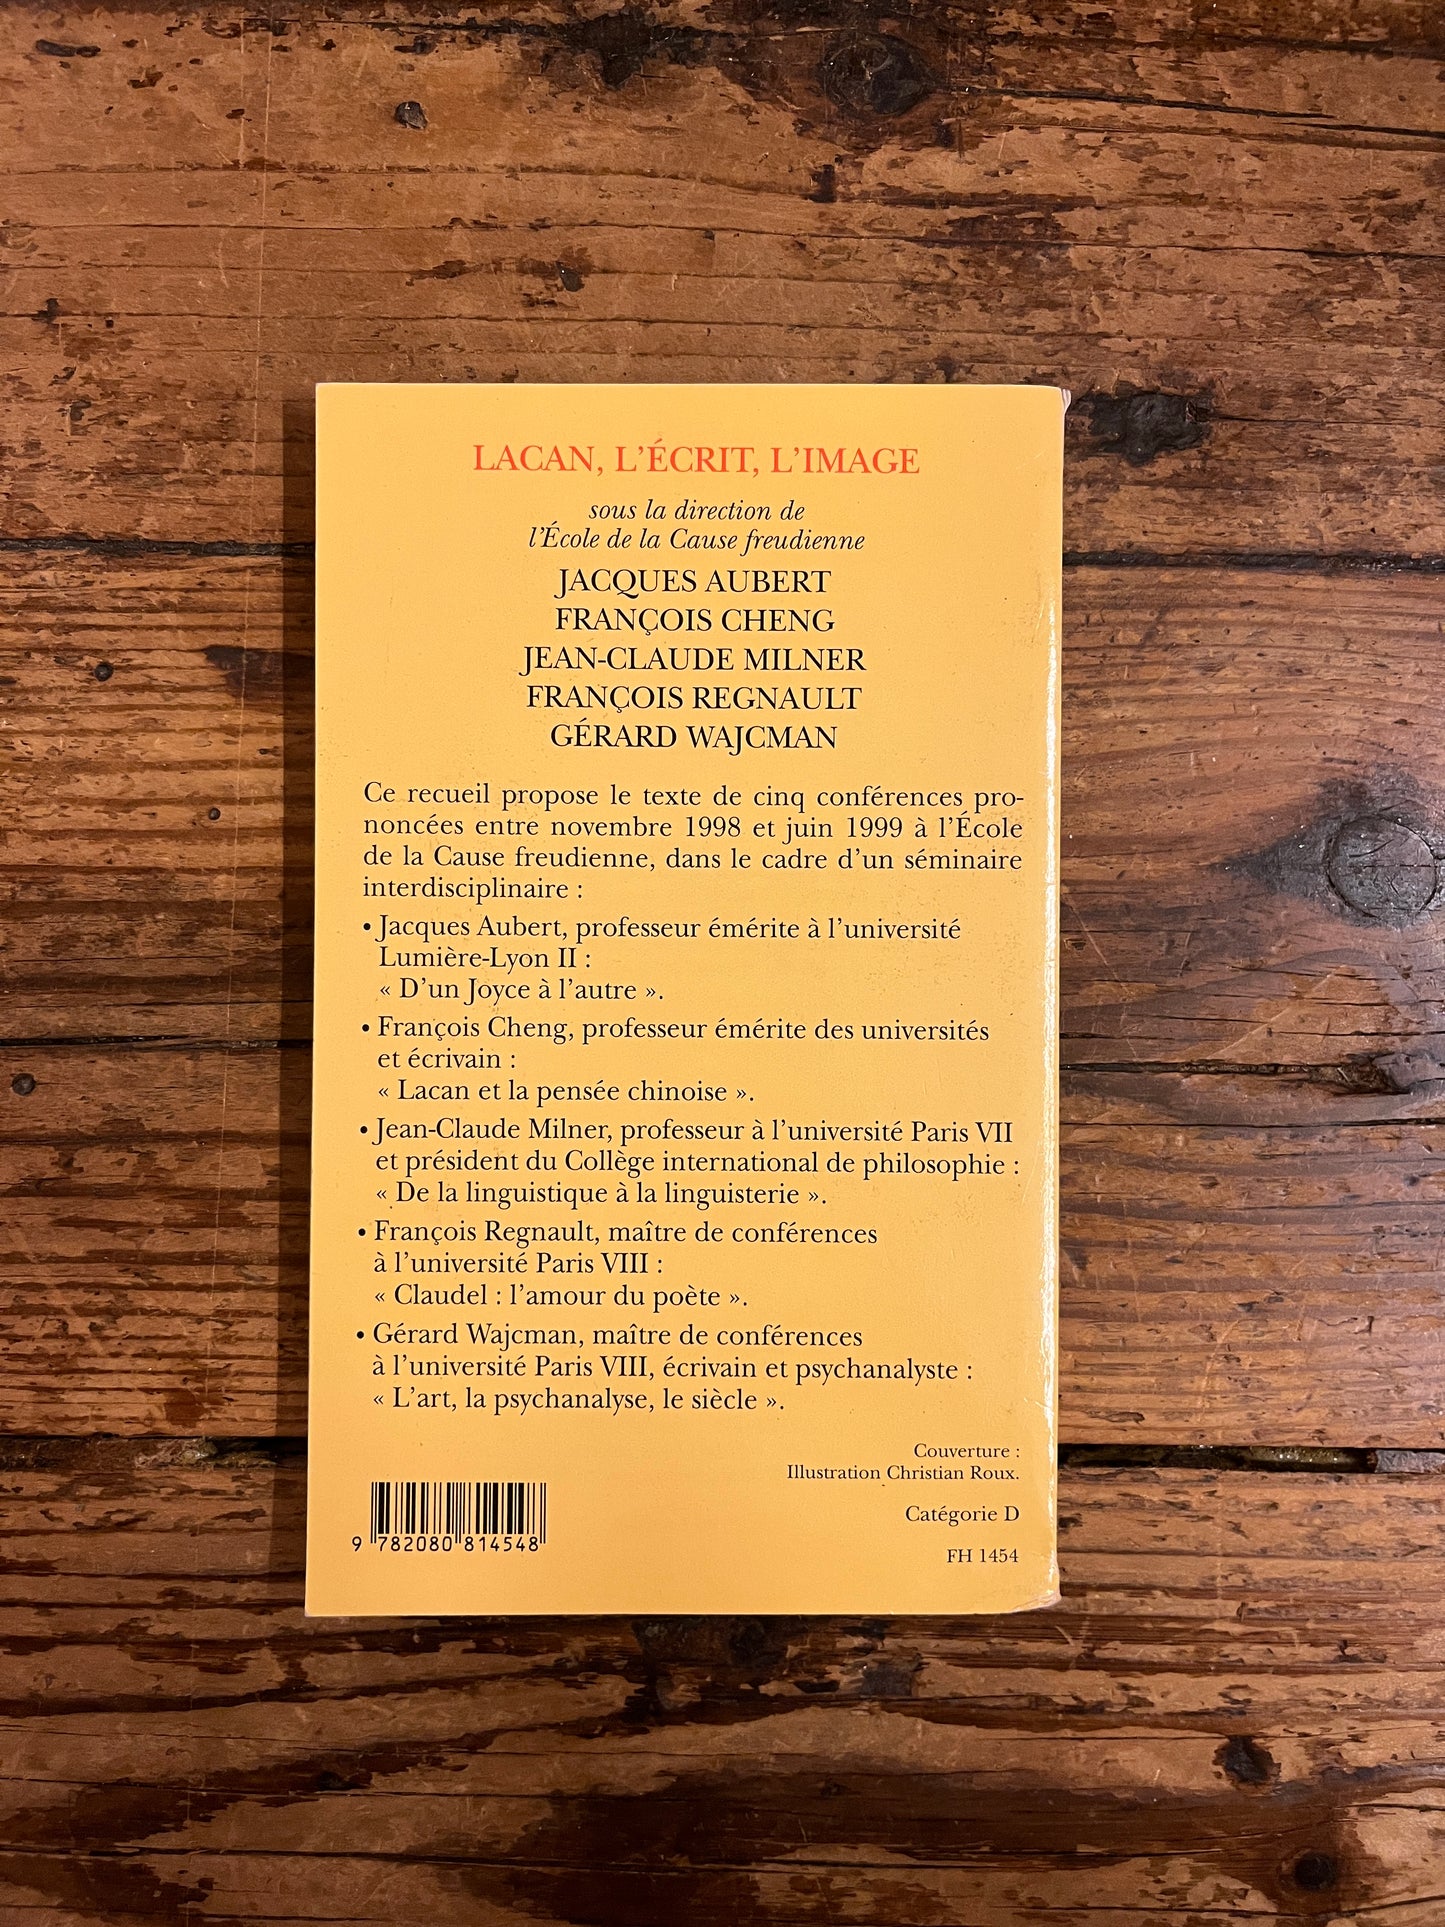 LACAN, L'ÉCRIT, L'IMAGE
sous la direction de
l'École de la Cause freudienne
JACQUES AUBERT
FRANÇOIS CHENG
JEAN-CLAUDE MILNER
FRANÇOIS REGNAULT
GÉRARD WAJCMAN
Ce recueil propose le texte de cinq conférences pro-
noncées entre novembre 1998 et juin 1999 à l'École
de la Cause freudienne, dans le cadre d'un séminaire
interdisciplinaire :
• Jacques Aubert, professeur émérite à l'université
Lumière-Lyon II :
« D'un Joyce à l'autre ».
• François Cheng, professeur émérite des universités
et écrivain :
« Lacan et la pensée chinoise ».
• Jean-Claude Milner, professeur à l'université Paris VII
et président du Collège international de philosophie :
« De la linguistique à la linguisterie ».
• François Regnault, maître de conférences
à l'université Paris VIII :
« Claudel : l'amour du poète ».
• Gérard Wajcman, maître de conférences
à l'université Paris VIII, écrivain et psychanalyste :
« L'art, la psychanalyse, le siècle ».
Couverture :
Illustration Christian Roux.
Catégorie D
FH 1454
9 782080 814548